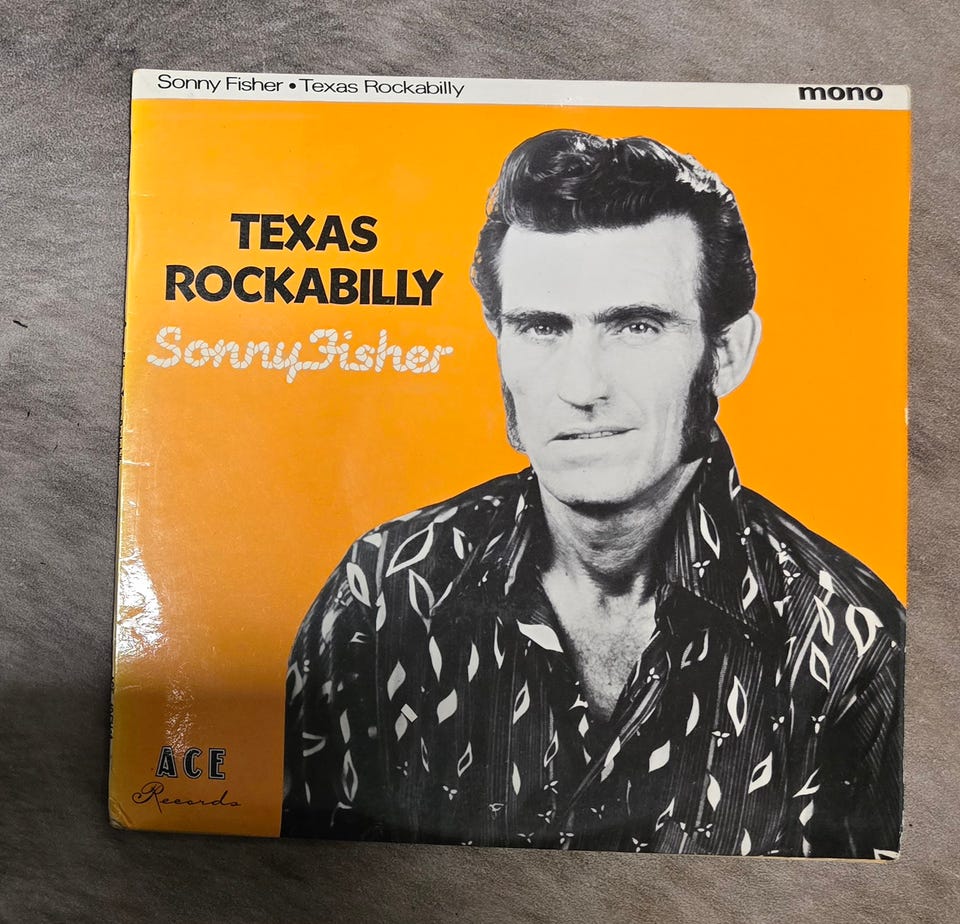 Sonny Fisher • Texas Rockabilly
mono
TEXAS
ROCKABILLY
Sonny Fisher
ACE
Records